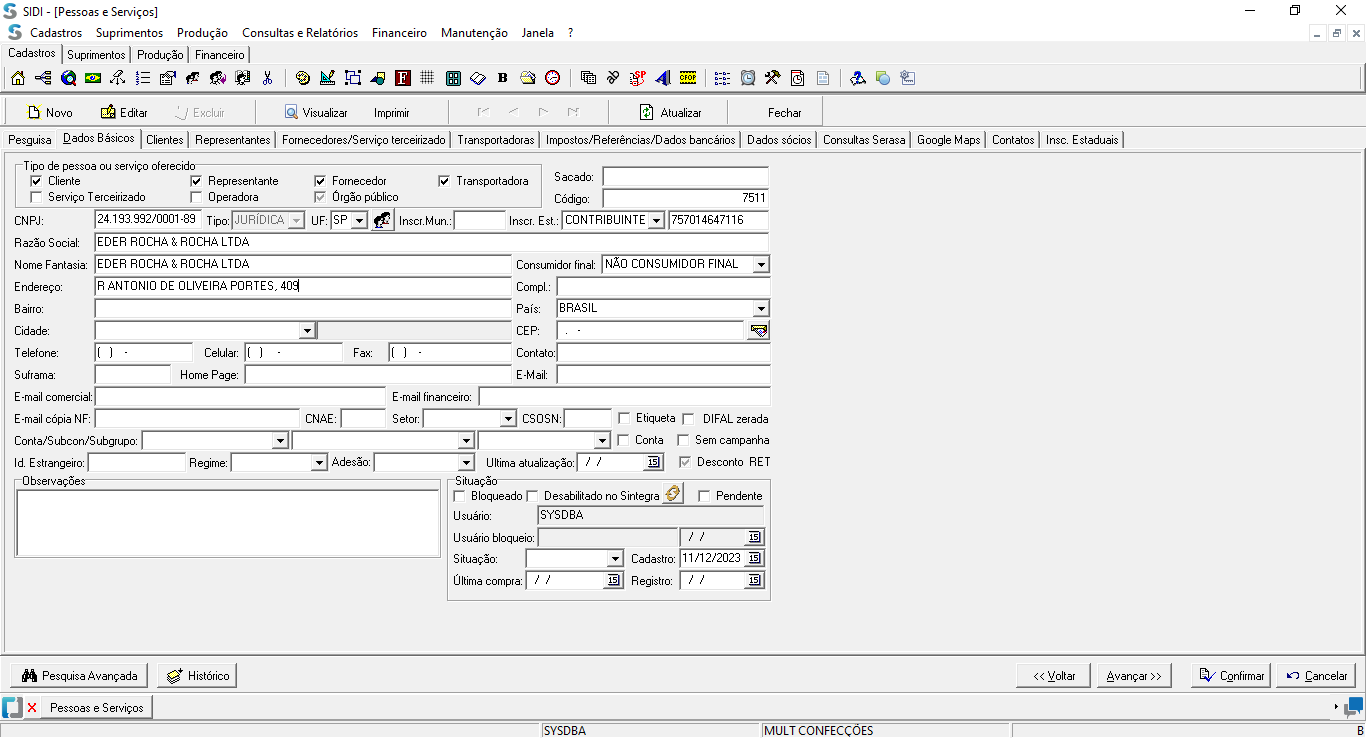 SIDI - [Pessoas e Serviços]
Cadastros Suprimentos Produção Consultas e Relatórios Financeiro Manutenção Janela ?
Cadastros Suprimentos Produção Financeiro
Novo Editar Excluir Visualizar Imprimir Atualizar Fechar
Pesquisa Dados Básicos Clientes Representantes Fornecedores/Serviço terceirizado Transportadoras Impostos/Referências/Dados bancários Dados sócios Consultas Serasa Google Maps Contatos Insc. Estaduais
Tipo de pessoa ou serviço oferecido
Cliente Representante Fornecedor Transportadora Sacado:
Serviço Terceirizado Operadora Órgão público Código: 7511
CNPJ: 24.193.992/0001-89 Tipo: JURÍDICA UF: SP Inscr.Mun.: Inscr. Est.: CONTRIBUINTE 757014647116
Razão Social: EDER ROCHA & ROCHA LTDA
Nome Fantasia: EDER ROCHA & ROCHA LTDA Consumidor final: NÃO CONSUMIDOR FINAL
Endereço: R ANTONIO DE OLIVEIRA PORTES, 409 Compl.:
Bairro: País: BRASIL
Cidade: CEP: . -
Telefone: ( ) - Celular: ( ) - Fax: ( ) - Contato:
Suframa: Home Page: E-Mail:
E-mail comercial: E-mail financeiro:
E-mail cópia NF: CNAE: Setor: CSOSN: Etiqueta DIFAL zerada
Conta/Subcon/Subgrupo: Conta Sem campanha
Id. Estrangeiro: Regime: Adesão: Ultima atualização: / / 15 Desconto RET
Observações
Situação
Bloqueado Desabilitado no Sintegra Pendente
Usuário: SYSDBA
Usuário bloqueio: / / 15
Situação: Cadastro: 11/12/2023 15
Última compra: / / 15 Registro: / / 15
Pesquisa Avançada Histórico << Voltar Avançar >> Confirmar Cancelar
Pessoas e Serviços
SYSDBA MULT CONFECÇÕES B